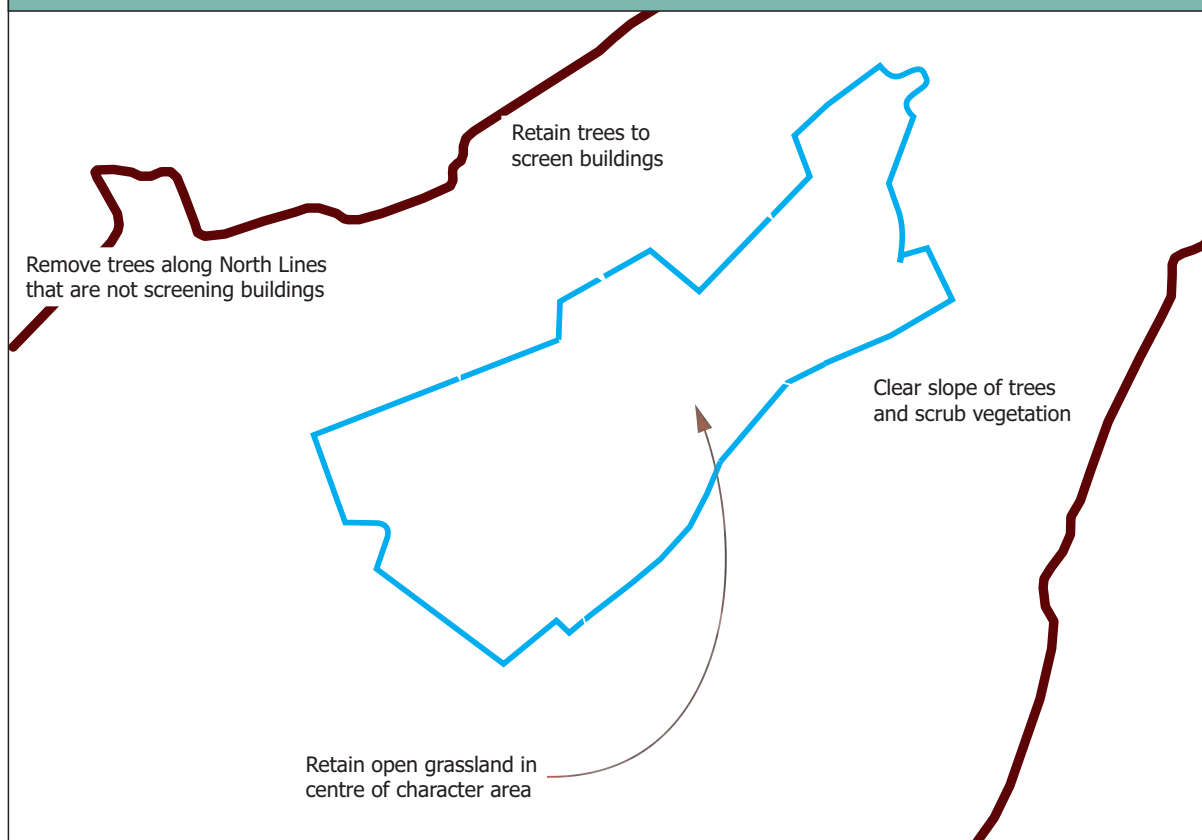 Retain trees to
screen buildings
Remove trees along North Lines
that are not screening buildings
Clear slope of trees
and scrub vegetation
Retain open grassland in
centre of character area